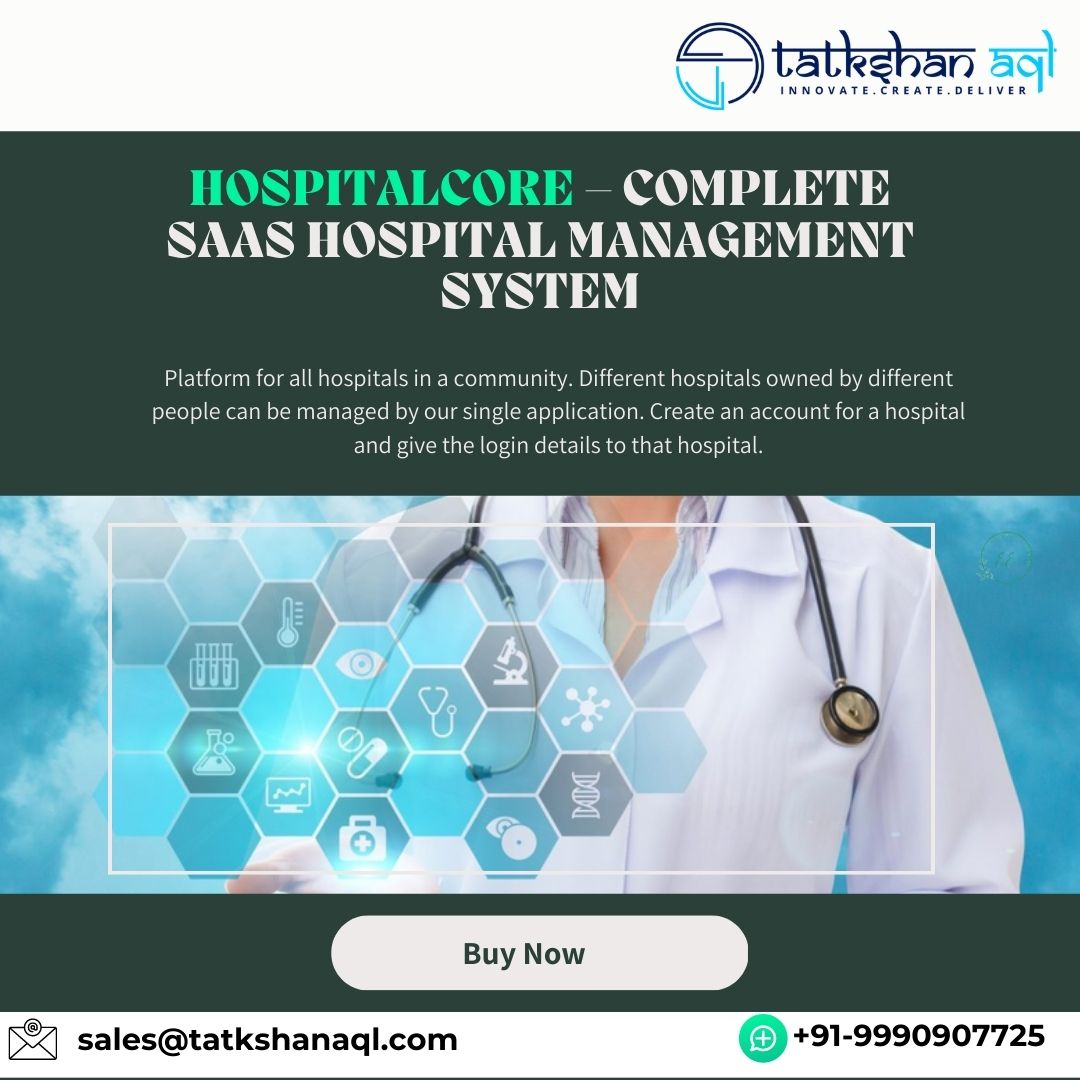 tatkshan aql
INNOVATE.CREATE.DELIVER
HOSPITALCORE – COMPLETE
SAAS HOSPITAL MANAGEMENT
SYSTEM
Platform for all hospitals in a community. Different hospitals owned by different
people can be managed by our single application. Create an account for a hospital
and give the login details to that hospital.
Buy Now
sales@tatkshanaql.com
+91-9990907725